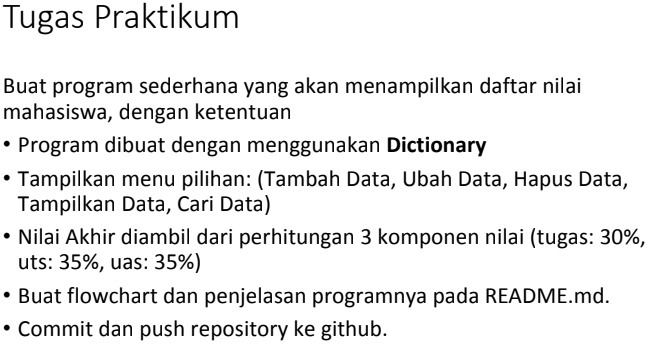 Tugas Praktikum
Buat program sederhana yang akan menampilkan daftar nilai
mahasiswa, dengan ketentuan
• Program dibuat dengan menggunakan Dictionary
• Tampilkan menu pilihan: (Tambah Data, Ubah Data, Hapus Data,
Tampilkan Data, Cari Data)
• Nilai Akhir diambil dari perhitungan 3 komponen nilai (tugas: 30%,
uts: 35%, uas: 35%)
• Buat flowchart dan penjelasan programnya pada README.md.
• Commit dan push repository ke github.